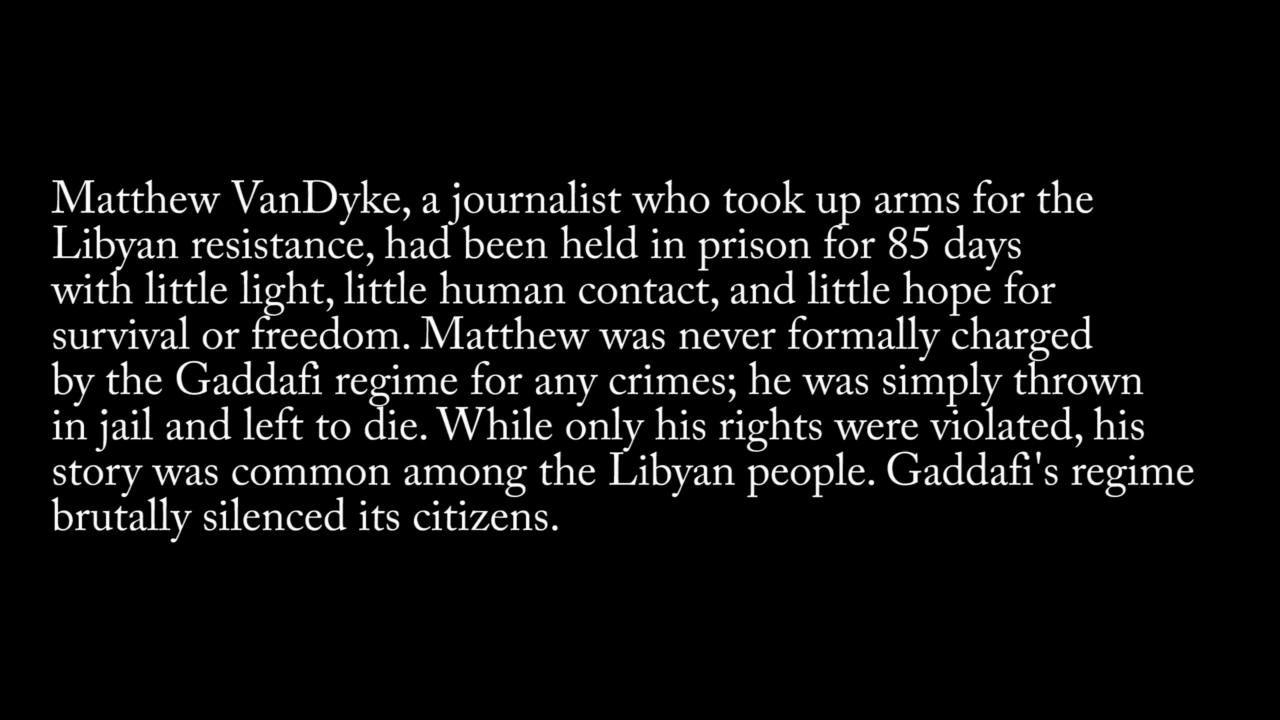 Matthew VanDyke, a journalist who took up arms for the
Libyan resistance, had been held in prison for 85 days
with little light, little human contact, and little hope for
survival or freedom. Matthew was never formally charged
by the Gaddafi regime for any crimes; he was simply thrown
in jail and left to die. While only his rights were violated, his
story was common among the Libyan people. Gaddafi's regime
brutally silenced its citizens.